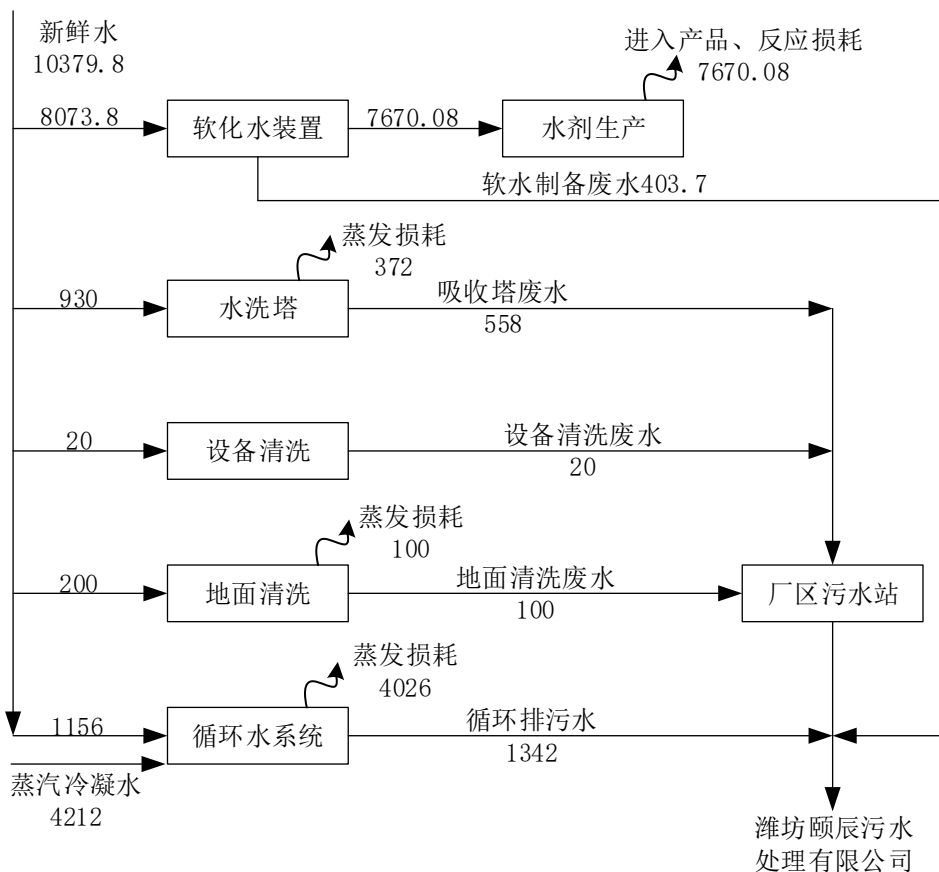 新鲜水
10379.8
进入产品、反应损耗
7670.08
8073.8
软化水装置
7670.08
水剂生产
软水制备废水403.7
蒸发损耗
372
930
水洗塔
吸收塔废水
558
20
设备清洗
设备清洗废水
20
蒸发损耗
100
200
地面清洗
地面清洗废水
100
厂区污水站
蒸发损耗
4026
1156
循环水系统
循环排污水
1342
蒸汽冷凝水
4212
潍坊颐辰污水
处理有限公司